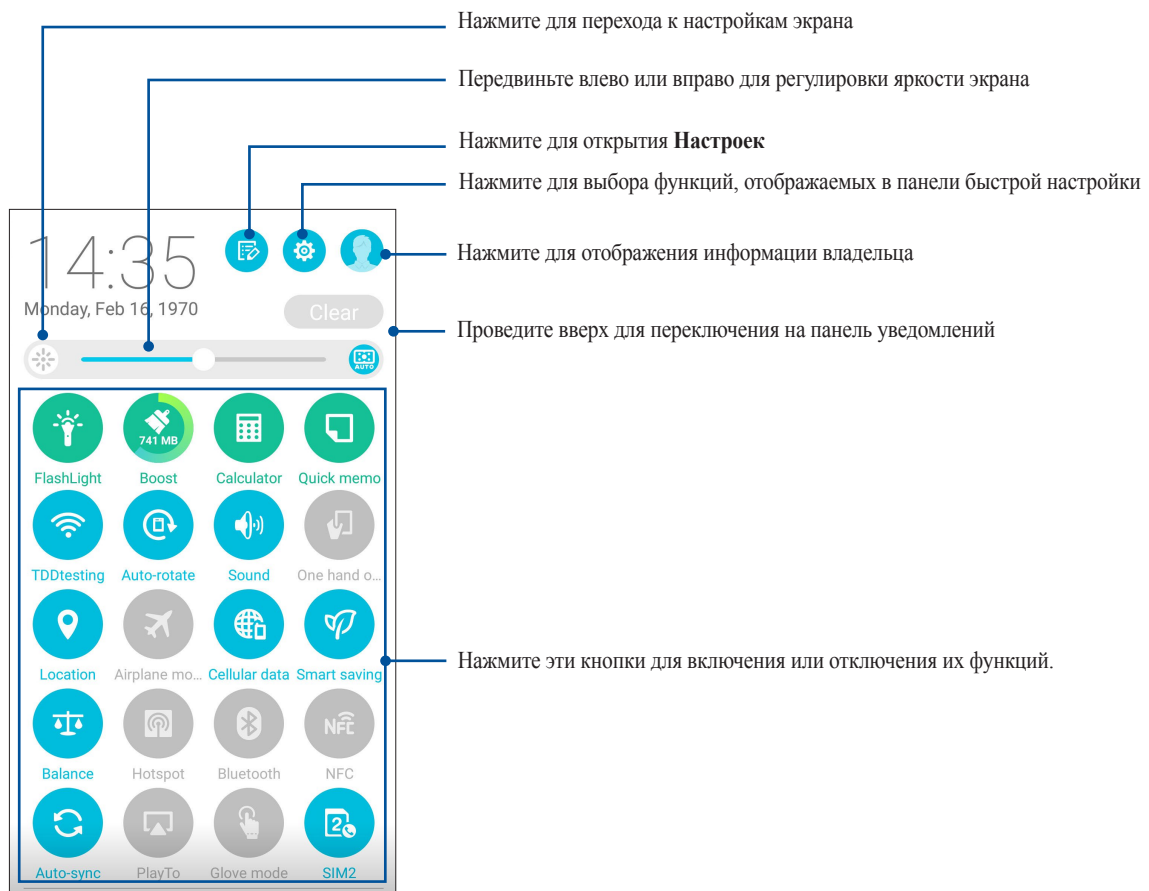 Нажмите для перехода к настройкам экрана
Передвиньте влево или вправо для регулировки яркости экрана
Нажмите для открытия Настроек
Нажмите для выбора функций, отображаемых в панели быстрой настройки
Нажмите для отображения информации владельца
Проведите вверх для переключения на панель уведомлений
14:35
Monday, Feb 16, 1970
Clear
AUTO
741 MB
FlashLight Boost Calculator Quick memo
TDDtesting Auto-rotate Sound One hand o...
Нажмите эти кнопки для включения или отключения их функций.
Location Airplane mo... Cellular data Smart saving
NFC
Balance Hotspot Bluetooth NFC
2
Auto-sync PlayTo Glove mode SIM2